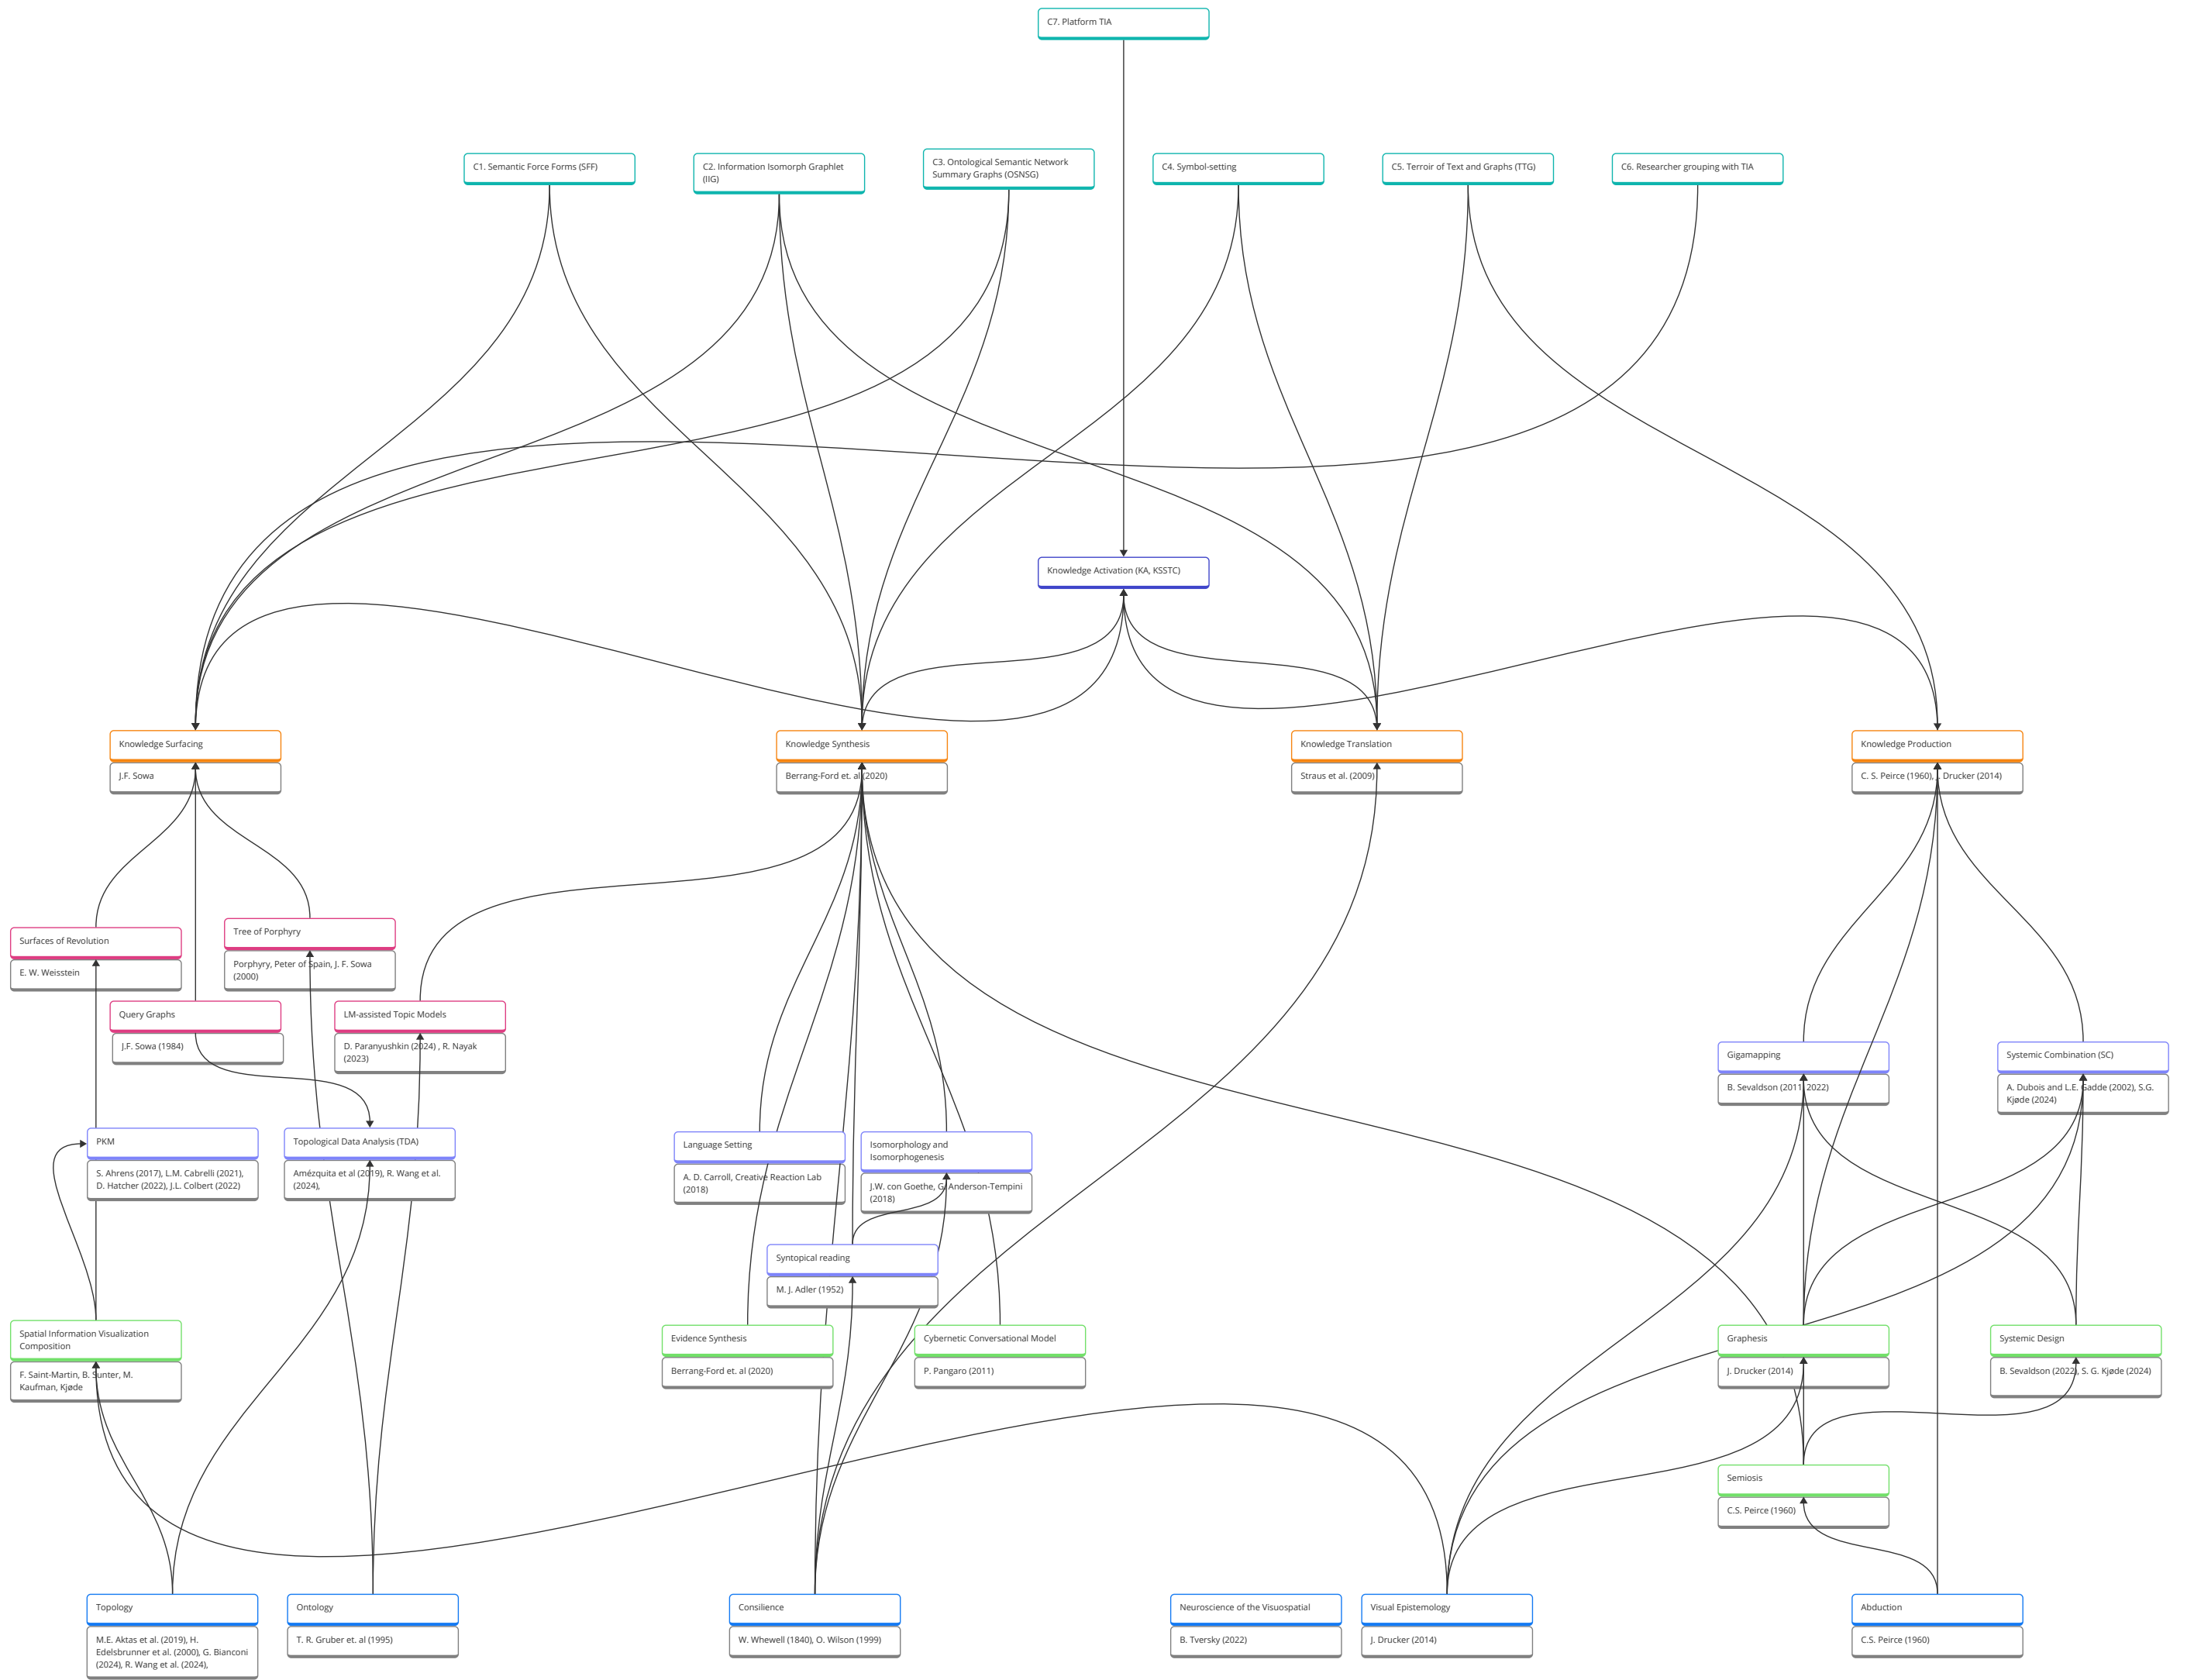 C7. Platform TIA
C1. Semantic Force Forms (SFF)
C2. Information Isomorph Graphlet
(IIG)
C3. Ontological Semantic Network
Summary Graphs (OSNSG)
C4. Symbol-setting
C5. Terroir of Text and Graphs (TTG)
C6. Researcher grouping with TIA
Knowledge Activation (KA, KSSTC)
Knowledge Surfacing
J.F. Sowa
Knowledge Synthesis
Berrang-Ford et. al (2020)
Knowledge Translation
Straus et al. (2009)
Knowledge Production
C. S. Peirce (1960), J. Drucker (2014)
Surfaces of Revolution
E. W. Weisstein
Tree of Porphyry
Porphyry, Peter of Spain, J. F. Sowa
(2000)
Query Graphs
J.F. Sowa (1984)
LM-assisted Topic Models
D. Paranyushkin (2024) , R. Nayak
(2023)
Gigamapping
B. Sevaldson (2011, 2022)
Systemic Combination (SC)
A. Dubois and L.E. Gadde (2002), S.G.
Kjøde (2024)
PKM
S. Ahrens (2017), L.M. Cabrelli (2021),
D. Hatcher (2022), J.L. Colbert (2022)
Topological Data Analysis (TDA)
Amézquita et al (2019), R. Wang et al.
(2024),
Language Setting
A. D. Carroll, Creative Reaction Lab
(2018)
Isomorphology and
Isomorphogenesis
J.W. con Goethe, G. Anderson-Tempini
(2018)
Syntopical reading
M. J. Adler (1952)
Spatial Information Visualization
Composition
F. Saint-Martin, B. Sunter, M.
Kaufman, Kjøde
Evidence Synthesis
Berrang-Ford et. al (2020)
Cybernetic Conversational Model
P. Pangaro (2011)
Graphesis
J. Drucker (2014)
Systemic Design
B. Sevaldson (2022), S. G. Kjøde (2024)
Semiosis
C.S. Peirce (1960)
Topology
M.E. Aktas et al. (2019), H.
Edelsbrunner et al. (2000), G. Bianconi
(2024), R. Wang et al. (2024),
Ontology
T. R. Gruber et. al (1995)
Consilience
W. Whewell (1840), O. Wilson (1999)
Neuroscience of the Visuospatial
B. Tversky (2022)
Visual Epistemology
J. Drucker (2014)
Abduction
C.S. Peirce (1960)